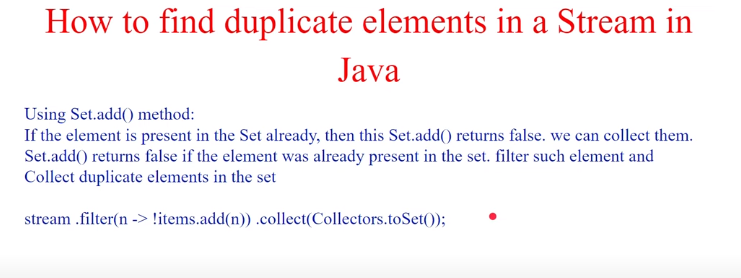 How to find duplicate elements in a Stream in
Java
Using Set.add() method:
If the element is present in the Set already, then this Set.add() returns false. we can collect them.
Set.add() returns false if the element was already present in the set. filter such element and
Collect duplicate elements in the set
stream .filter(n -> !items.add(n)) .collect(Collectors.toSet());